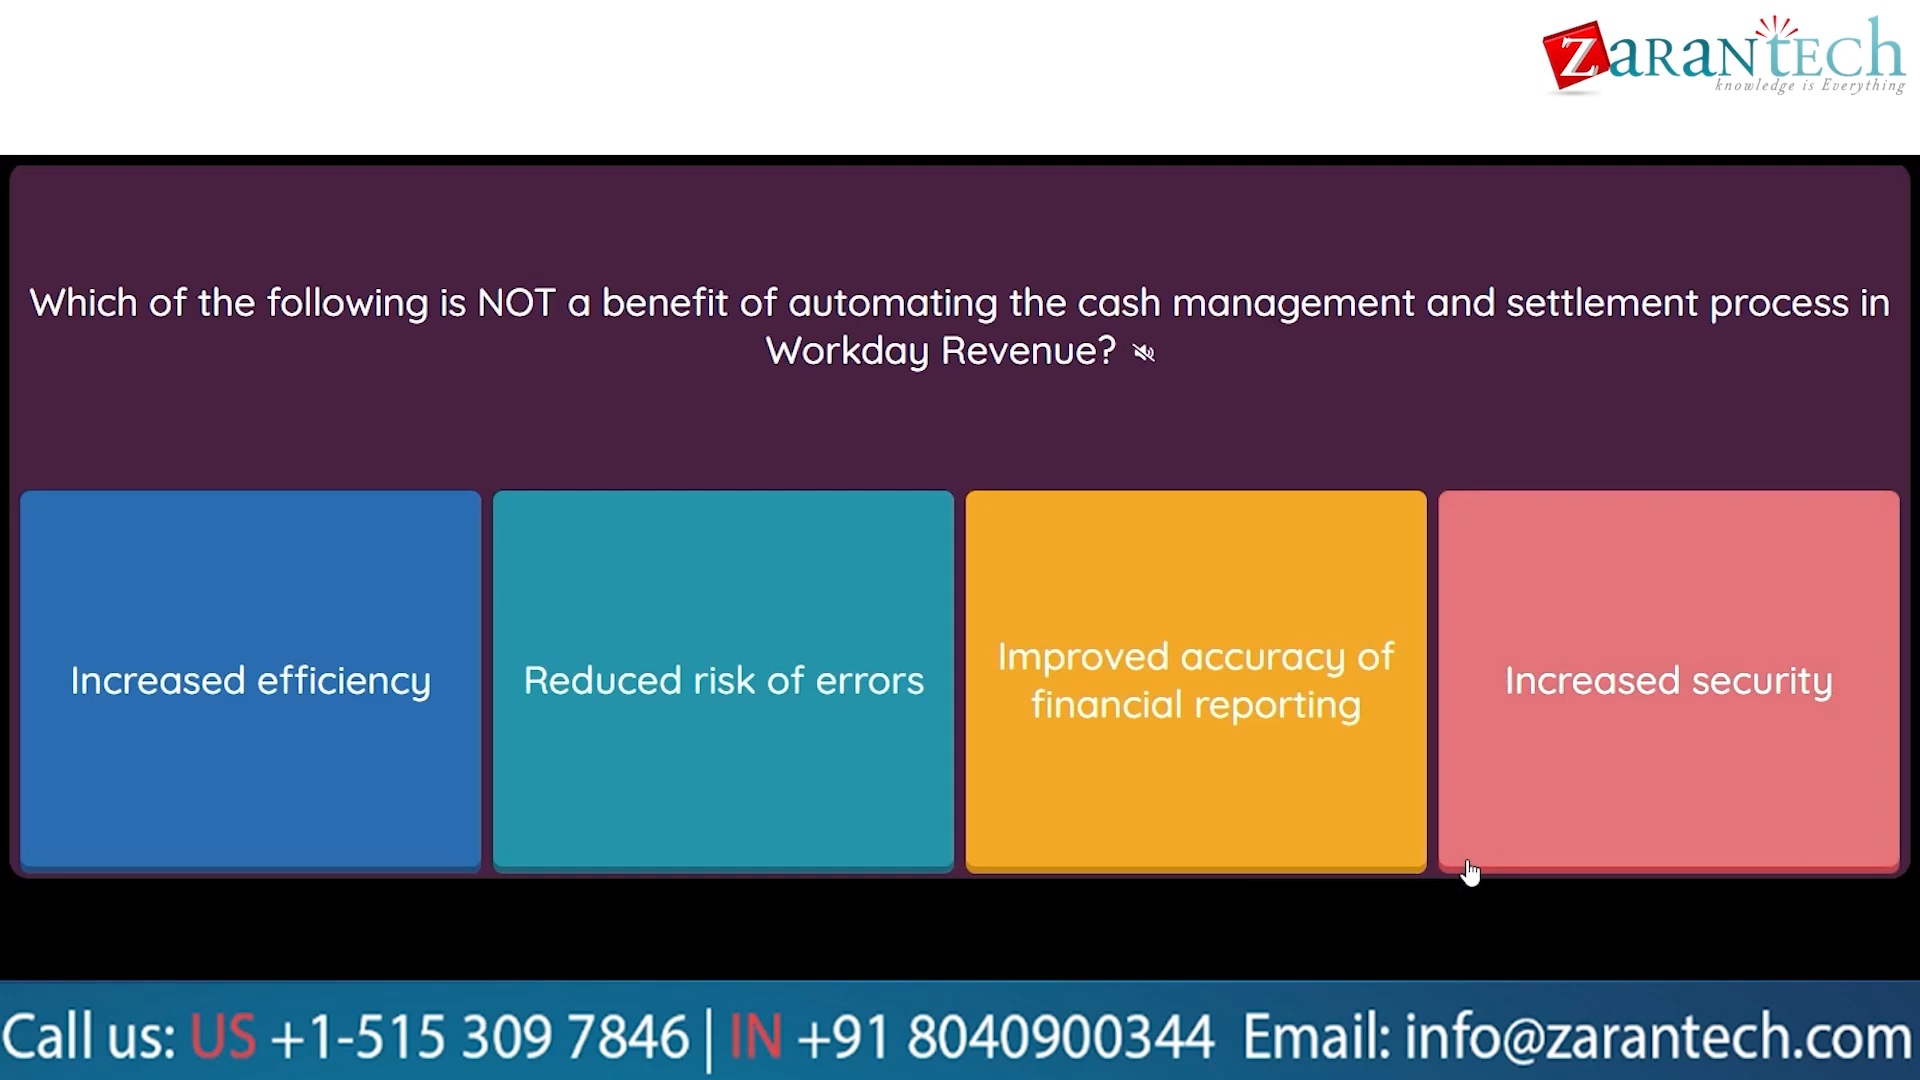 ZaranTech
knowledge is Everything
Which of the following is NOT a benefit of automating the cash management and settlement process in
Workday Revenue?
Increased efficiency
Reduced risk of errors
Improved accuracy of
financial reporting
Increased security
Call us: US +1-515 309 7846 | IN +91 8040900344 Email: info@zarantech.com